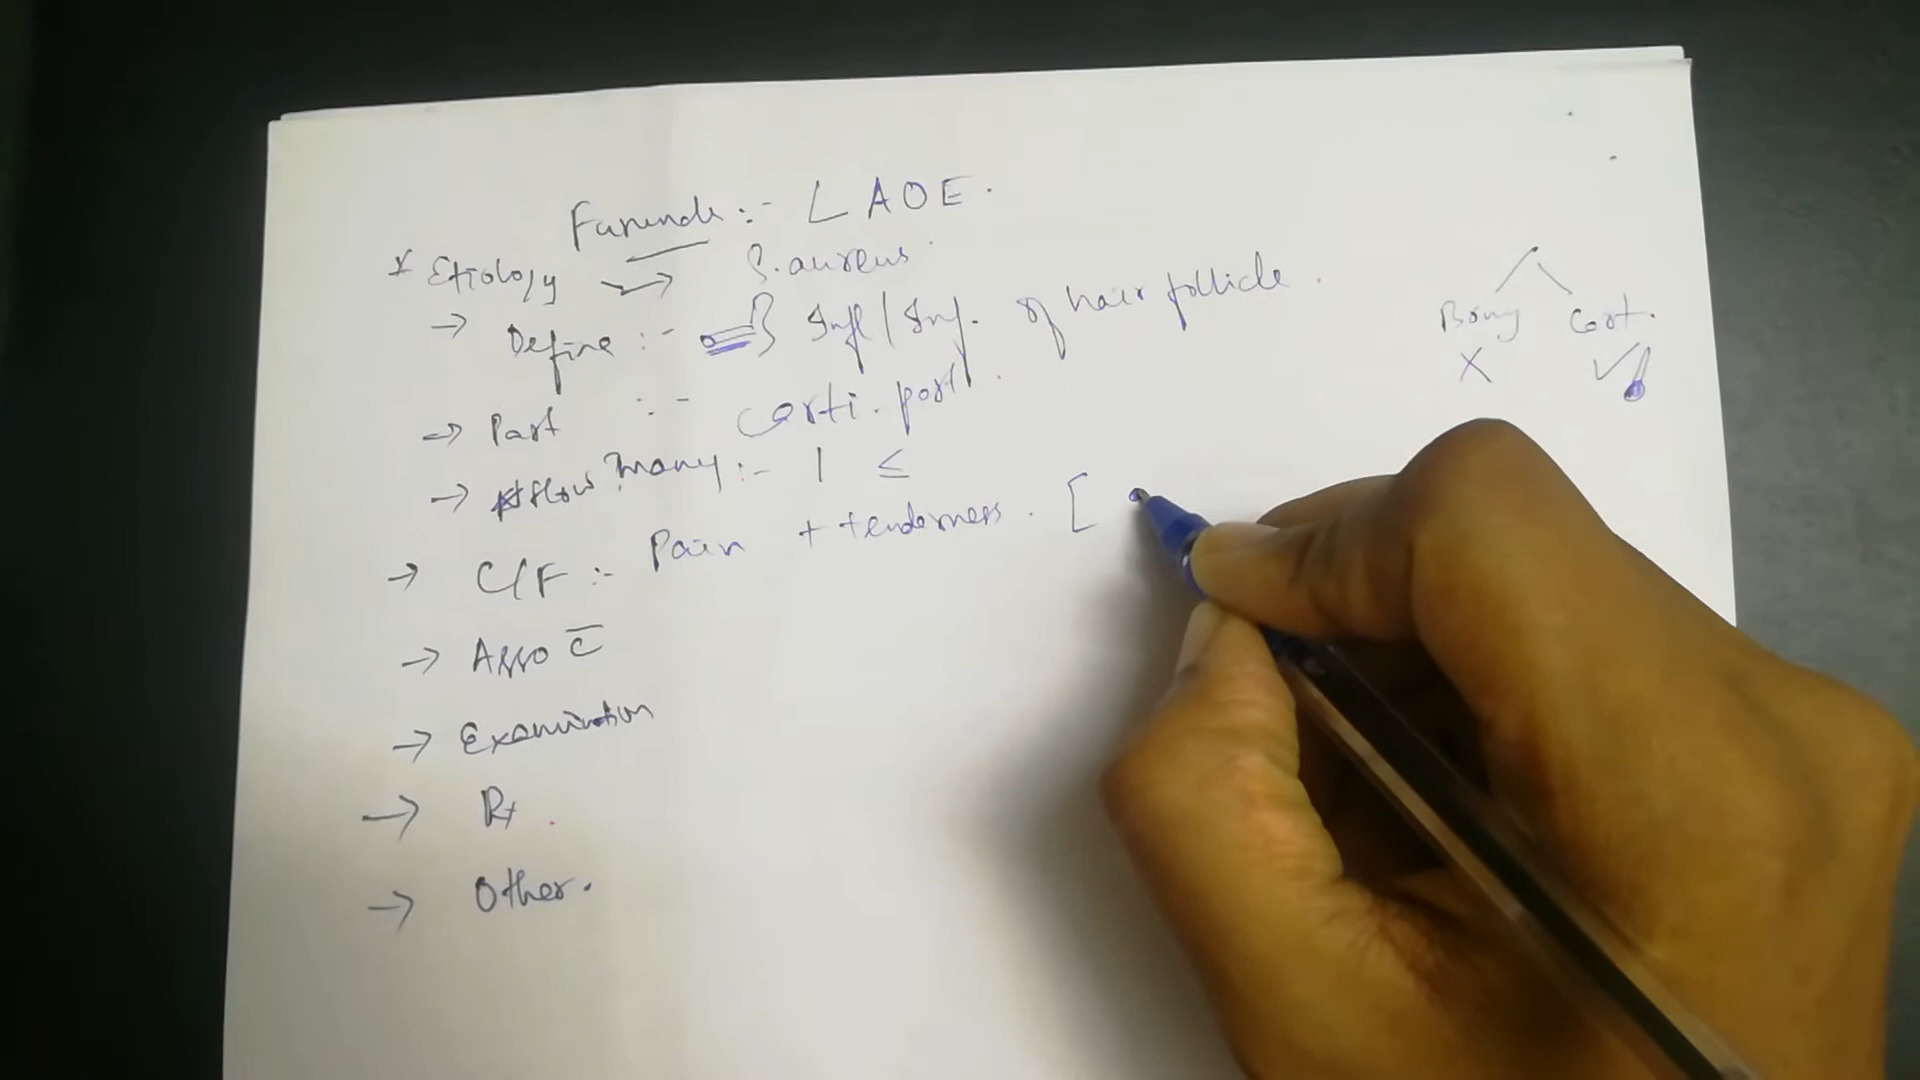 Furuncle :- LAOE.
* Etiology → S. aureus.
→ Define :- Infl / Inf. of hair follicle.
→ Part :- Carti. part.
→ How many :- 1 ≤
→ C/F :- Pain + tenderness. [
→ Asso c̅
→ Examination
→ Rx.
→ Other.
Bony Cart.
X ✓